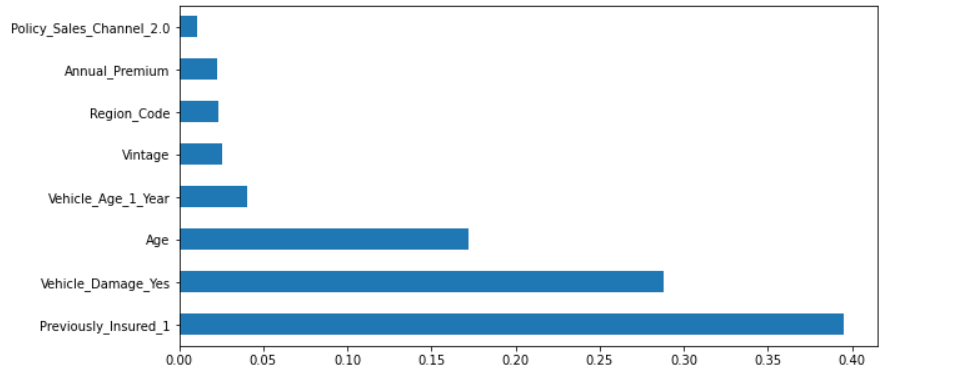 Policy_Sales_Channel_2.0
Annual_Premium
Region_Code
Vintage
Vehicle_Age_1_Year
Age
Vehicle_Damage_Yes
Previously_Insured_1
0.00 0.05 0.10 0.15 0.20 0.25 0.30 0.35 0.40